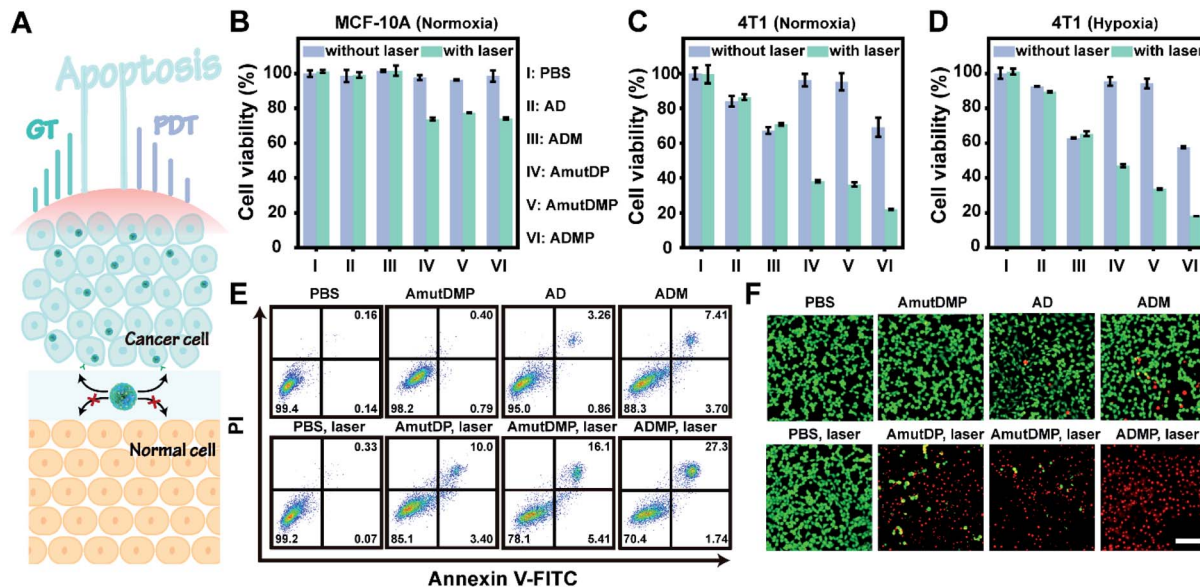 A
Apoptosis
GT
PDT
Cancer cell
Normal cell
B
MCF-10A (Normoxia)
without laser
with laser
Cell viability (%)
100
80
60
40
20
0
I
II
III
IV
V
VI
I: PBS
II: AD
III: ADM
IV: AmutDP
V: AmutDMP
VI: ADMP
C
4T1 (Normoxia)
without laser
with laser
Cell viability (%)
100
80
60
40
20
0
I
II
III
IV
V
VI
D
4T1 (Hypoxia)
without laser
with laser
Cell viability (%)
100
80
60
40
20
0
I
II
III
IV
V
VI
E
PBS
0.16
99.4
0.14
AmutDMP
0.40
98.2
0.79
AD
3.26
95.0
0.86
ADM
7.41
88.3
3.70
PBS, laser
0.33
99.2
0.07
AmutDP, laser
10.0
85.1
3.40
AmutDMP, laser
16.1
78.1
5.41
ADMP, laser
27.3
70.4
1.74
PI
Annexin V-FITC
F
PBS
AmutDMP
AD
ADM
PBS, laser
AmutDP, laser
AmutDMP, laser
ADMP, laser